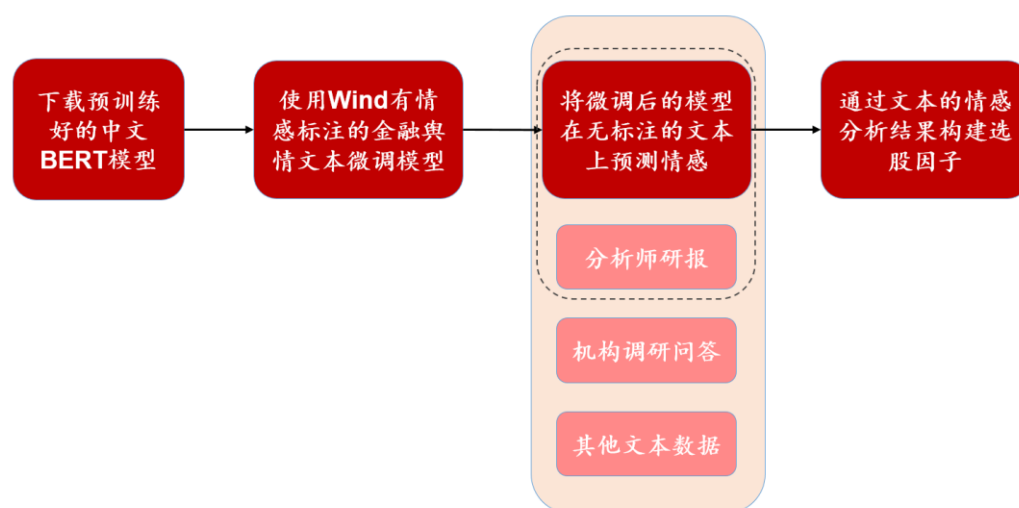 下载预训练
好的中文
BERT模型
使用Wind有情
感标注的金融舆
情文本微调模型
将微调后的模型
在无标注的文本
上预测情感
通过文本的情感
分析结果构建选
股因子
分析师研报
机构调研问答
其他文本数据